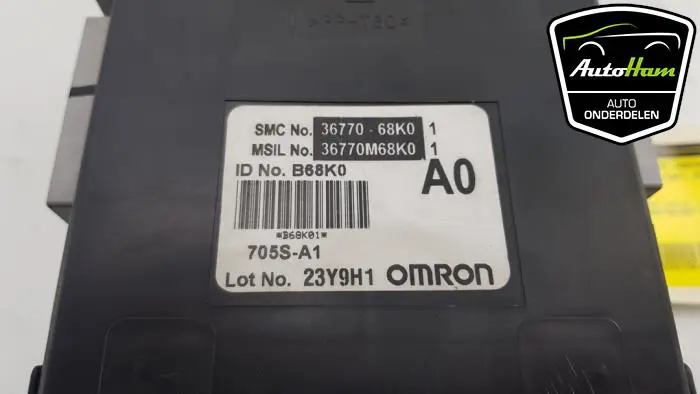 AutoHam
AUTO
ONDERDELEN
SMC No. 36770 - 68K0 1
MSIL No. 36770M68K0 1
ID No. B68K0
A0
*B68K01*
705S-A1
Lot No. 23Y9H1 OMRON